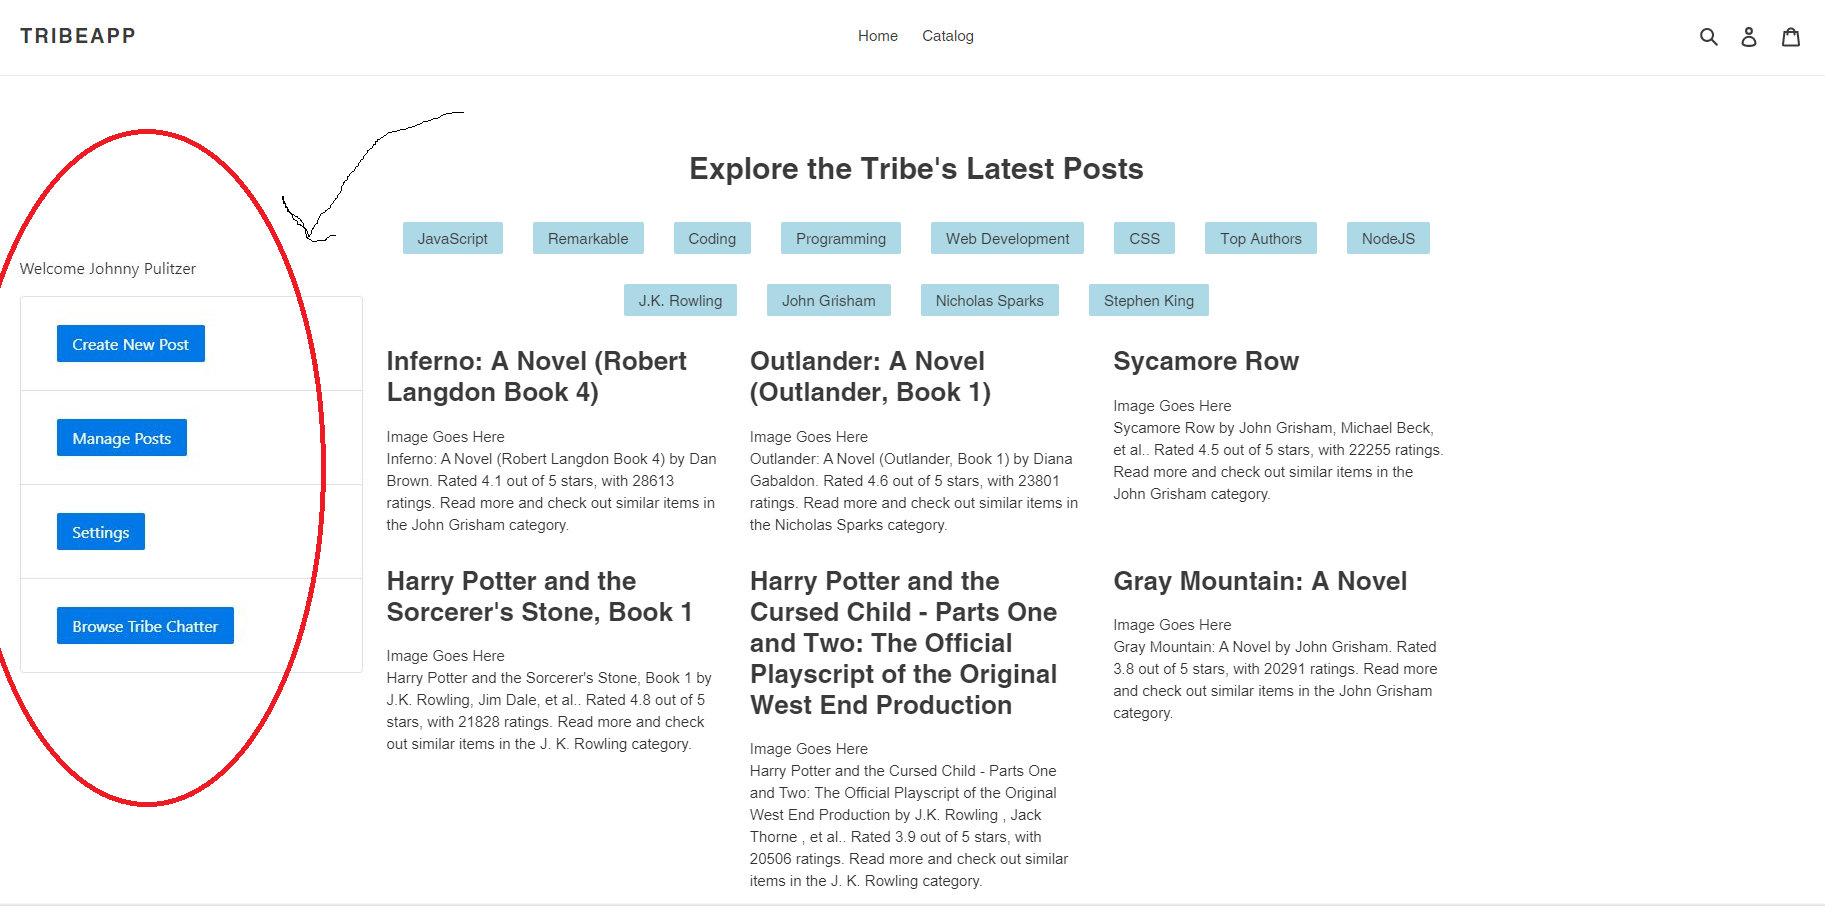 TRIBEAPP
Home Catalog
Explore the Tribe's Latest Posts
JavaScript Remarkable Coding Programming Web Development CSS Top Authors NodeJS
J.K. Rowling John Grisham Nicholas Sparks Stephen King
Welcome Johnny Pulitzer
Create New Post
Manage Posts
Settings
Browse Tribe Chatter
Inferno: A Novel (Robert
Langdon Book 4)
Image Goes Here
Inferno: A Novel (Robert Langdon Book 4) by Dan
Brown. Rated 4.1 out of 5 stars, with 28613
ratings. Read more and check out similar items in
the John Grisham category.
Outlander: A Novel
(Outlander, Book 1)
Image Goes Here
Outlander: A Novel (Outlander, Book 1) by Diana
Gabaldon. Rated 4.6 out of 5 stars, with 23801
ratings. Read more and check out similar items in
the Nicholas Sparks category.
Sycamore Row
Image Goes Here
Sycamore Row by John Grisham, Michael Beck,
et al.. Rated 4.5 out of 5 stars, with 22255 ratings.
Read more and check out similar items in the
John Grisham category.
Harry Potter and the
Sorcerer's Stone, Book 1
Image Goes Here
Harry Potter and the Sorcerer's Stone, Book 1 by
J.K. Rowling, Jim Dale, et al.. Rated 4.8 out of 5
stars, with 21828 ratings. Read more and check
out similar items in the J. K. Rowling category.
Harry Potter and the
Cursed Child - Parts One
and Two: The Official
Playscript of the Original
West End Production
Image Goes Here
Harry Potter and the Cursed Child - Parts One
and Two: The Official Playscript of the Original
West End Production by J.K. Rowling , Jack
Thorne , et al.. Rated 3.9 out of 5 stars, with
20506 ratings. Read more and check out similar
items in the J. K. Rowling category.
Gray Mountain: A Novel
Image Goes Here
Gray Mountain: A Novel by John Grisham. Rated
3.8 out of 5 stars, with 20291 ratings. Read more
and check out similar items in the John Grisham
category.